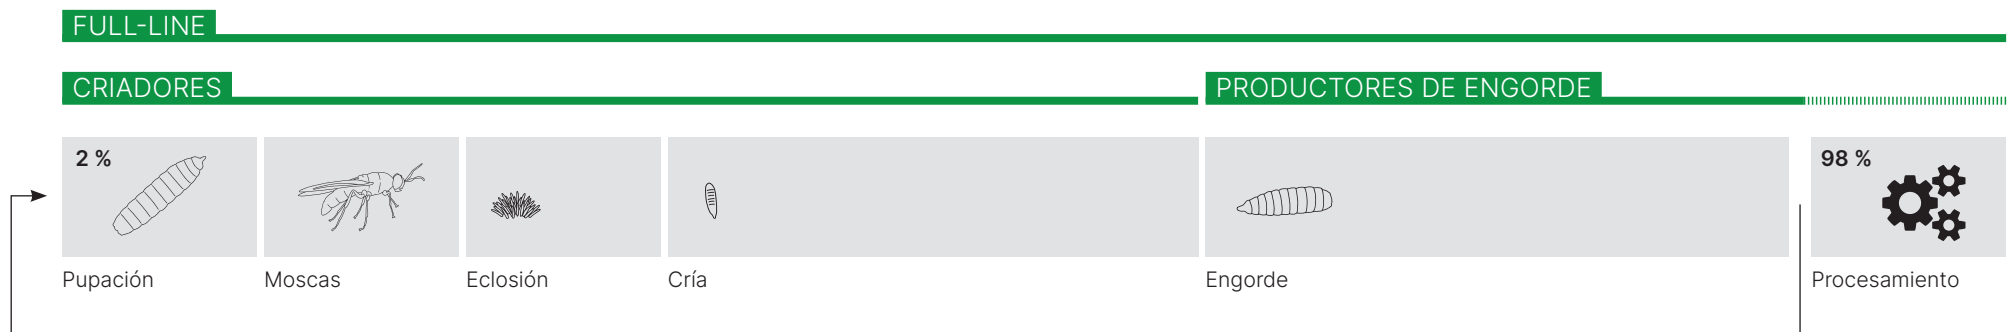 FULL-LINE
CRIADORES
PRODUCTORES DE ENGORDE
2 %
98 %
Pupación
Moscas
Eclosión
Cría
Engorde
Procesamiento